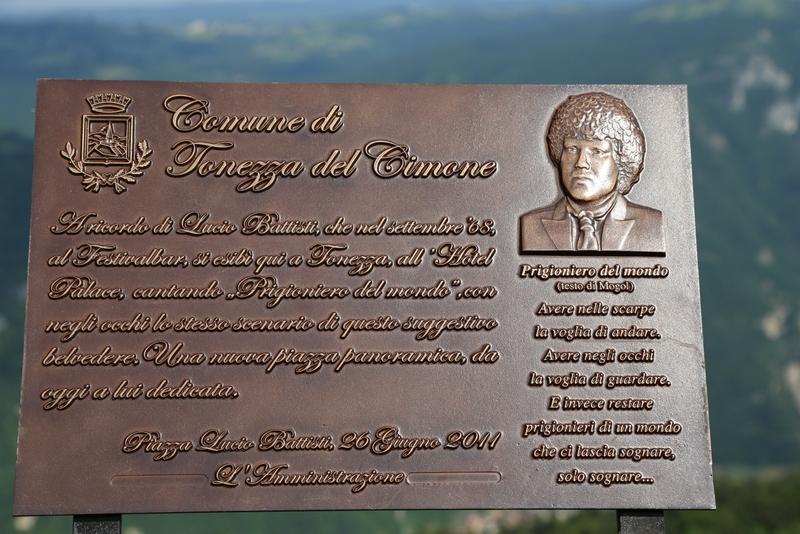 Comune di
Tonezza del Cimone
A ricordo di Lucio Battisti, che nel settembre '68,
al Festivalbar, si esibì qui a Tonezza, all 'Hotel
Palace, cantando „Prigioniero del mondo”,con
negli occhi lo stesso scenario di questo suggestivo
belvedere. Una nuova piazza panoramica, da
oggi a lui dedicata.
Piazza Lucio Battisti, 26 Giugno 2011
L'Amministrazione
Prigioniero del mondo
(testo di Mogol)
Avere nelle scarpe
la voglia di andare.
Avere negli occhi
la voglia di guardare.
E invece restare
prigionieri di un mondo
che ci lascia sognare,
solo sognare...